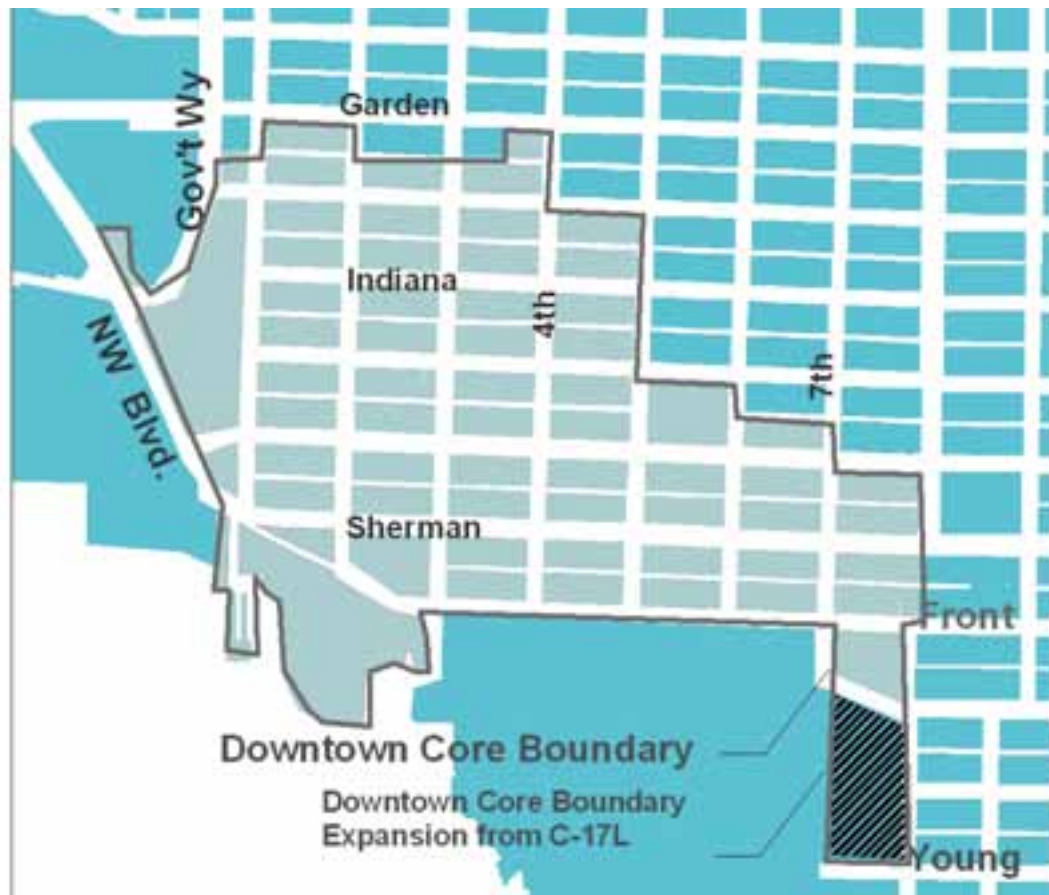 Garden
Gov't Wy
Indiana
4th
NW Blvd.
7th
Sherman
Front
Downtown Core Boundary
Downtown Core Boundary
Expansion from C-17L
Young